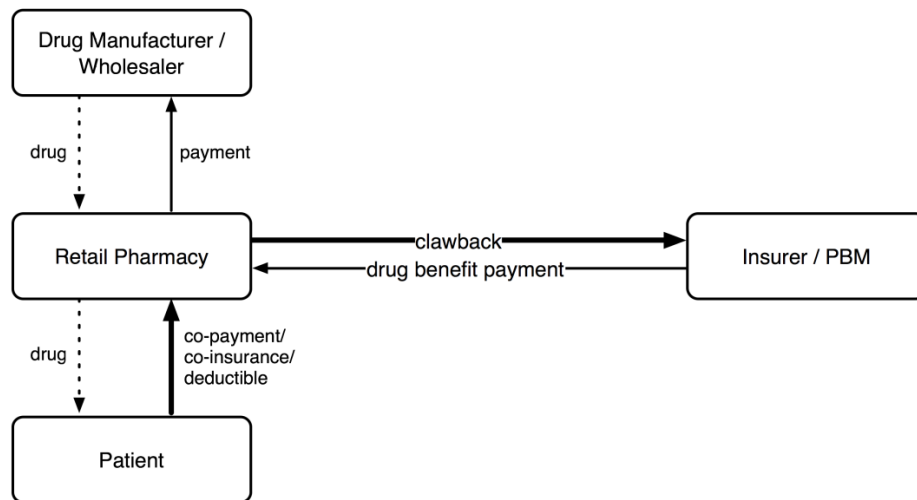 Drug Manufacturer /
Wholesaler
drug
payment
Retail Pharmacy
clawback
drug benefit payment
Insurer / PBM
drug
co-payment/
co-insurance/
deductible
Patient